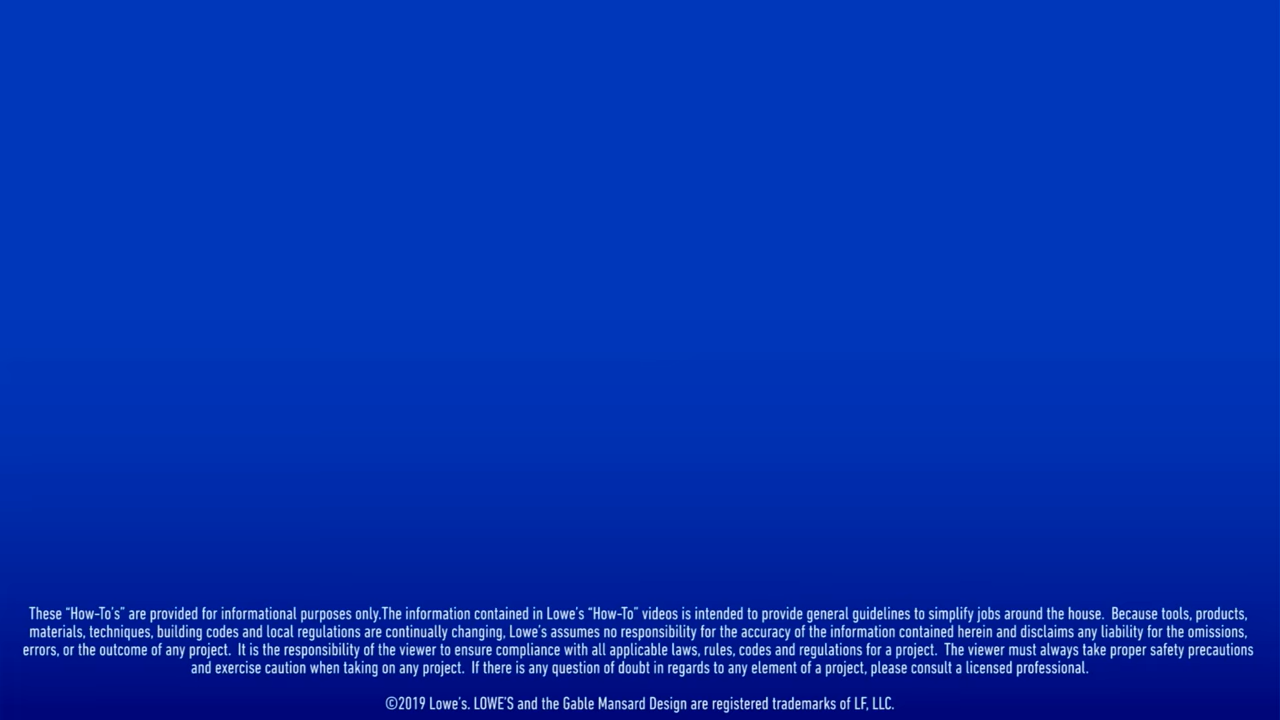 These “How-To’s” are provided for informational purposes only.The information contained in Lowe’s “How-To” videos is intended to provide general guidelines to simplify jobs around the house.  Because tools, products,
materials, techniques, building codes and local regulations are continually changing, Lowe’s assumes no responsibility for the accuracy of the information contained herein and disclaims any liability for the omissions,
errors, or the outcome of any project.  It is the responsibility of the viewer to ensure compliance with all applicable laws, rules, codes and regulations for a project.  The viewer must always take proper safety precautions
and exercise caution when taking on any project.  If there is any question of doubt in regards to any element of a project, please consult a licensed professional.
©2019 Lowe’s. LOWE’S and the Gable Mansard Design are registered trademarks of LF, LLC.